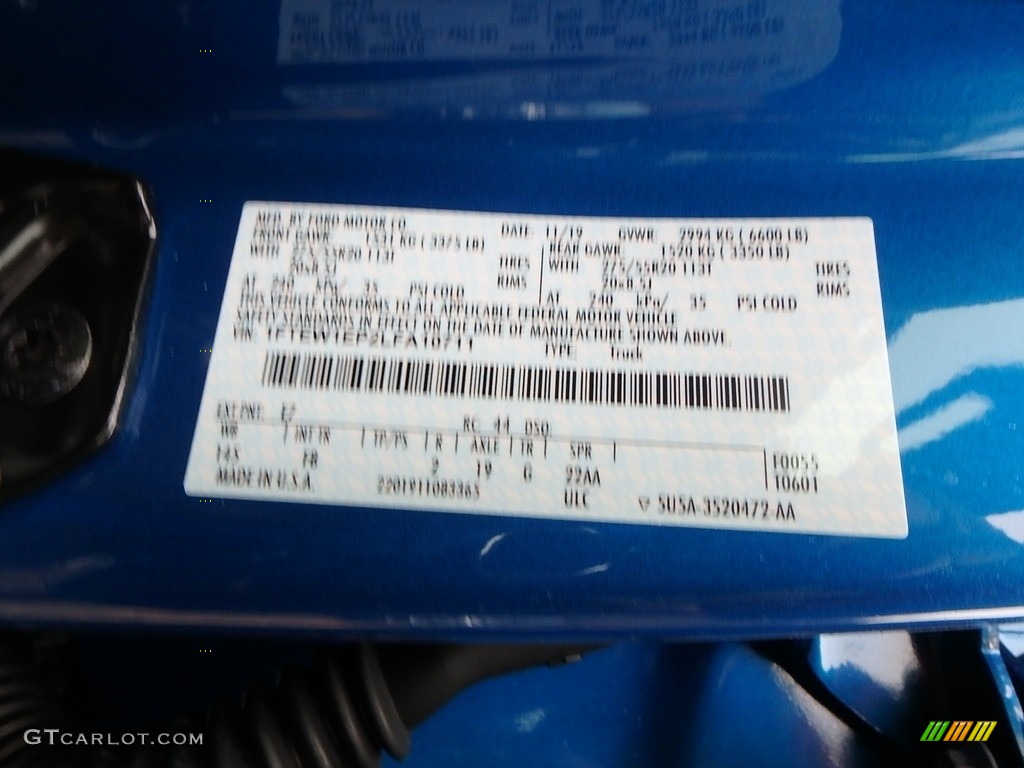 MFD. BY FORD MOTOR CO.
DATE: 11/19 GVWR 2994 KG ( 6600 LB)
FRONT GAWR 1531 KG ( 3375 LB) REAR GAWR 1520 KG ( 3350 LB)
WITH 275/55R20 113T TIRES WITH 275/55R20 113T TIRES
20x8.5J RIMS 20x8.5J RIMS
AT 240 kPa/ 35 PSI COLD AT 240 kPa/ 35 PSI COLD
THIS VEHICLE CONFORMS TO ALL APPLICABLE FEDERAL MOTOR VEHICLE
SAFETY STANDARDS IN EFFECT ON THE DATE OF MANUFACTURE SHOWN ABOVE.
VIN: 1FTEW1EP2LFA10711 TYPE: Truck
EXT PNT: E7 RC: 44 DSO:
WB INT TR TP/PS R AXLE TR SPR
145 FB 2 19 G 22AA F0055
ULC T0601
MADE IN U.S.A. 2201911083365 5U5A-3520472-AA
GTCARLOT.COM